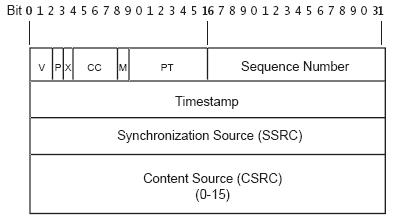 Bit 0 1 2 3 4 5 6 7 8 9 0 1 2 3 4 5 16 7 8 9 0 1 2 3 4 5 6 7 8 9 0 31
V P X CC M PT Sequence Number
Timestamp
Synchronization Source (SSRC)
Content Source (CSRC)
(0-15)